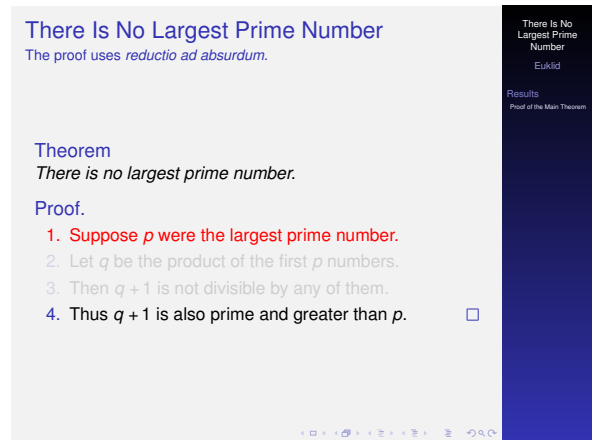 There Is No Largest Prime Number
The proof uses reductio ad absurdum.
Theorem
There is no largest prime number.
Proof.
1. Suppose p were the largest prime number.
2. Let q be the product of the first p numbers.
3. Then q + 1 is not divisible by any of them.
4. Thus q + 1 is also prime and greater than p.
There Is No
Largest Prime
Number
Euklid
Results
Proof of the Main Theorem